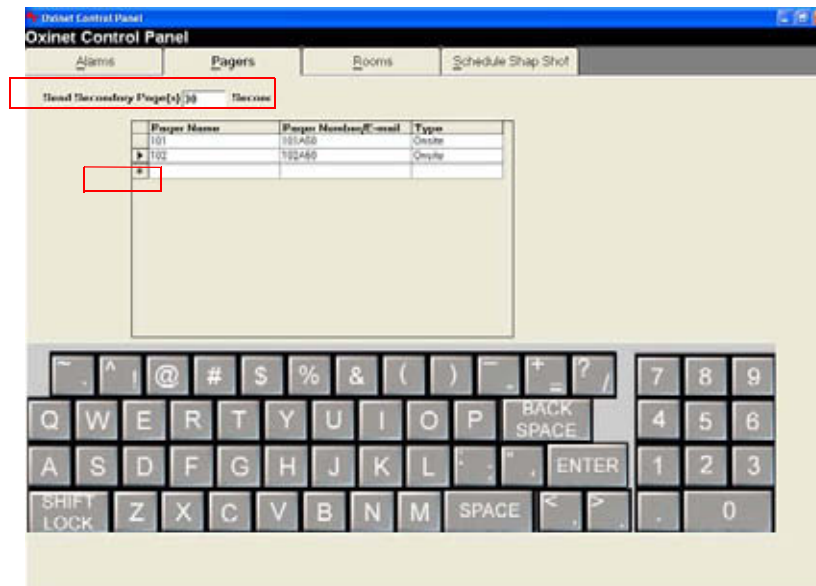 Oxinet Control Panel
Oxinet Control Panel
Alarms Pagers Rooms Schedule Shap Shot
Send Secondary Page(s) 30 Secons
Pager Name Pager Number/E-mail Type
101 101A60 Onsite
102 102A60 Onsite
*
~ . ^ ! @ # $ % & ( ) - _ + = ? / 7 8 9
Q W E R T Y U I O P BACK SPACE 4 5 6
A S D F G H J K L : ; " , ENTER 1 2 3
SHIFT LOCK Z X C V B N M SPACE < , > . . 0